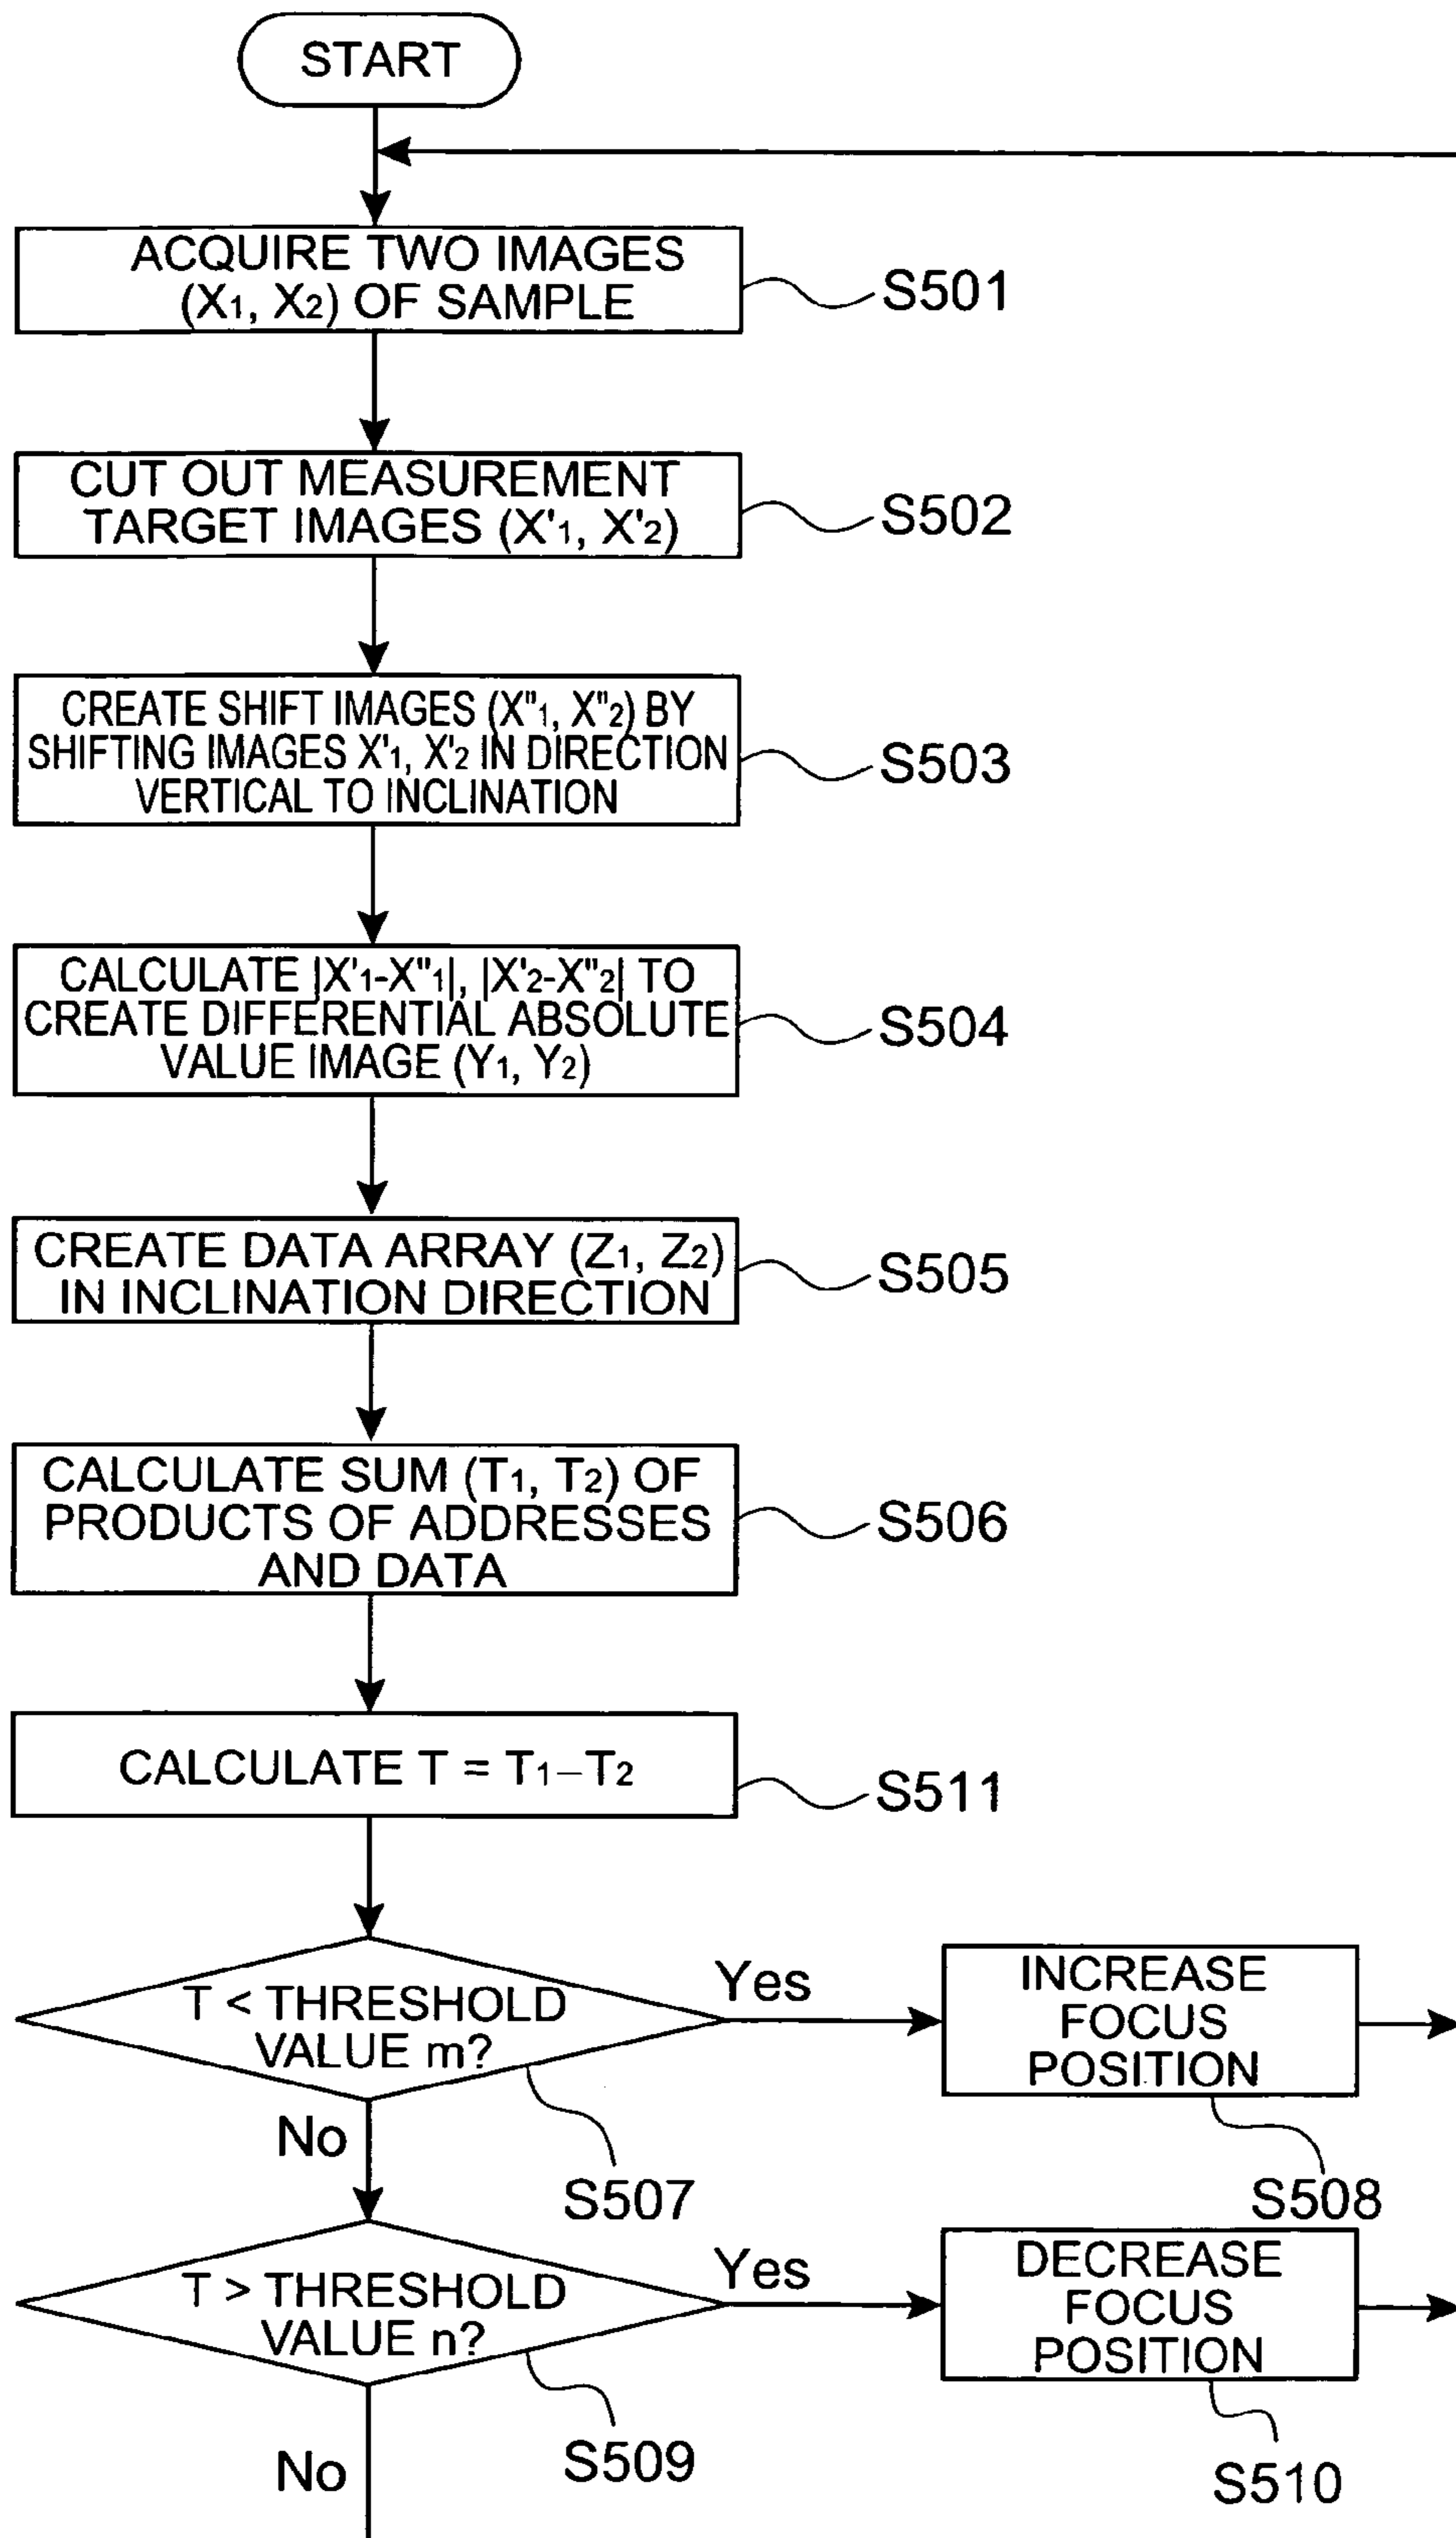 START
ACQUIRE TWO IMAGES
(X1, X2) OF SAMPLE
S501
CUT OUT MEASUREMENT
TARGET IMAGES (X'1, X'2)
S502
CREATE SHIFT IMAGES (X"1, X"2) BY
SHIFTING IMAGES X'1, X'2 IN DIRECTION
VERTICAL TO INCLINATION
S503
CALCULATE |X'1-X"1|, |X'2-X"2| TO
CREATE DIFFERENTIAL ABSOLUTE
VALUE IMAGE (Y1, Y2)
S504
CREATE DATA ARRAY (Z1, Z2)
IN INCLINATION DIRECTION
S505
CALCULATE SUM (T1, T2) OF
PRODUCTS OF ADDRESSES
AND DATA
S506
CALCULATE T = T1–T2
S511
T < THRESHOLD
VALUE m?
Yes
INCREASE
FOCUS
POSITION
No
S507
S508
T > THRESHOLD
VALUE n?
Yes
DECREASE
FOCUS
POSITION
No
S509
S510